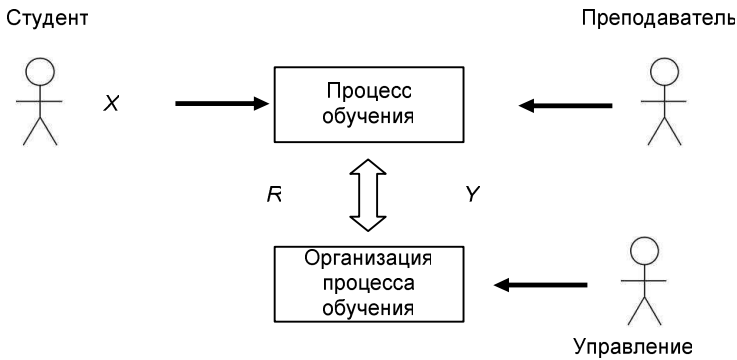 Студент
Преподаватель
X
Процесс
обучения
R
Y
Организация
процесса
обучения
Управление